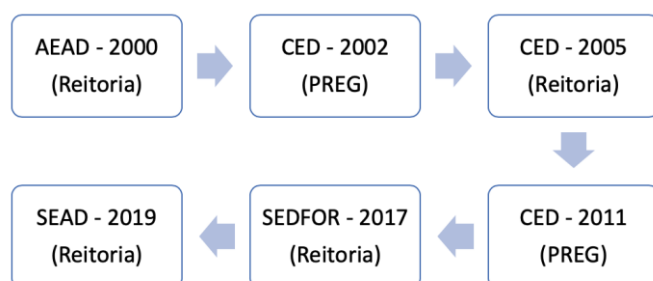 AEAD - 2000
(Reitoria)
CED - 2002
(PREG)
CED - 2005
(Reitoria)
CED - 2011
(PREG)
SEDFOR - 2017
(Reitoria)
SEAD - 2019
(Reitoria)